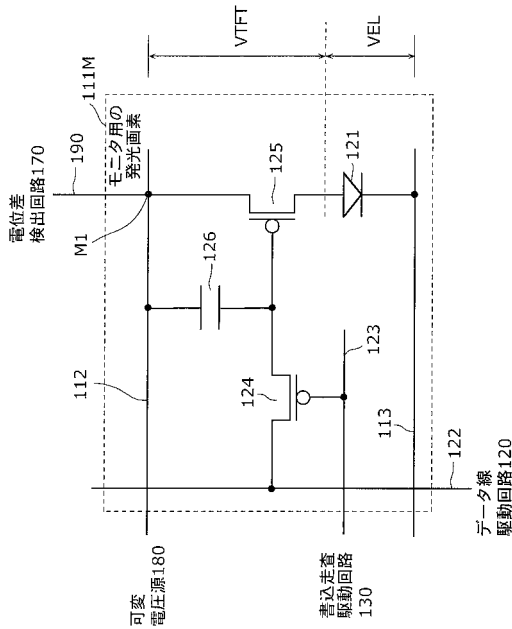 電位差
検出回路170
190
111M
M1
モニタ用の
発光画素
VTFT
VEL
112
126
125
121
124
123
113
122
可変
電圧源180
書込走査
駆動回路
130
データ線
駆動回路120